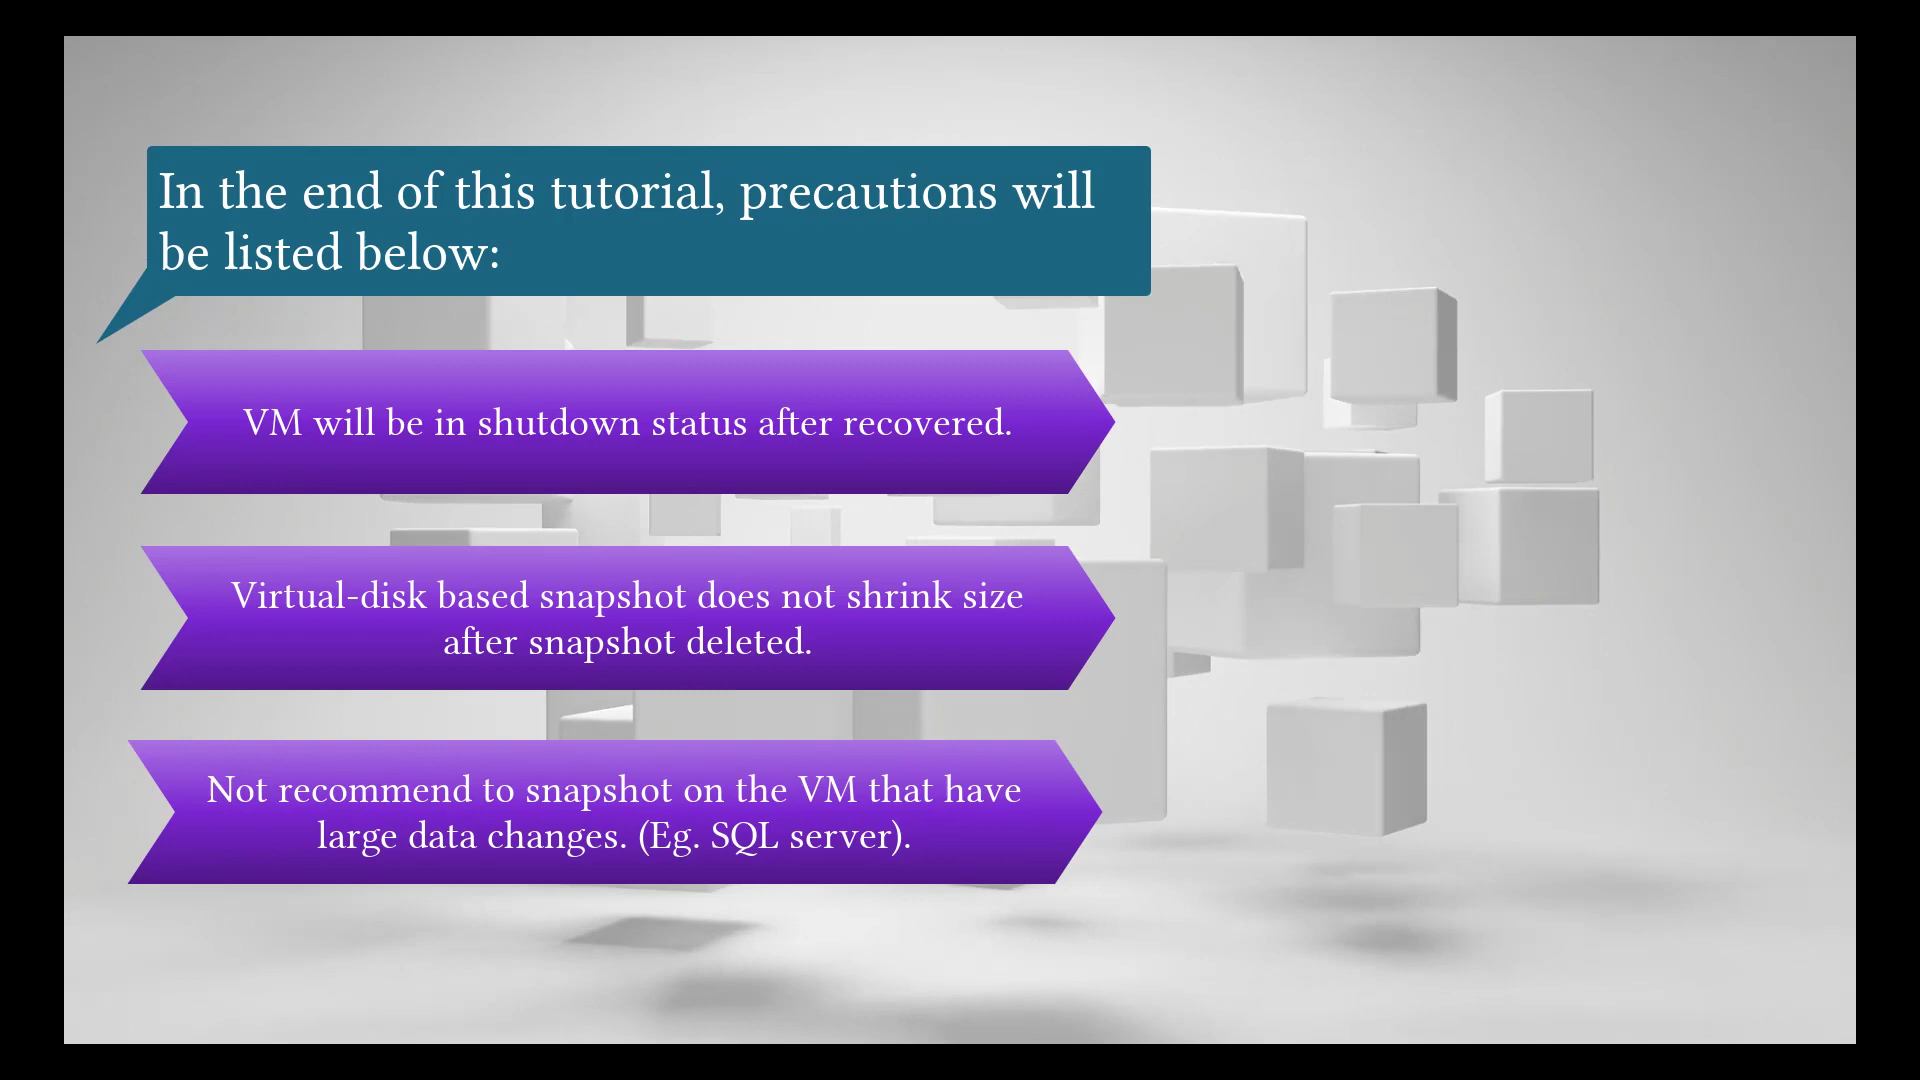 In the end of this tutorial, precautions will
be listed below:
VM will be in shutdown status after recovered.
Virtual-disk based snapshot does not shrink size
after snapshot deleted.
Not recommend to snapshot on the VM that have
large data changes. (Eg. SQL server).